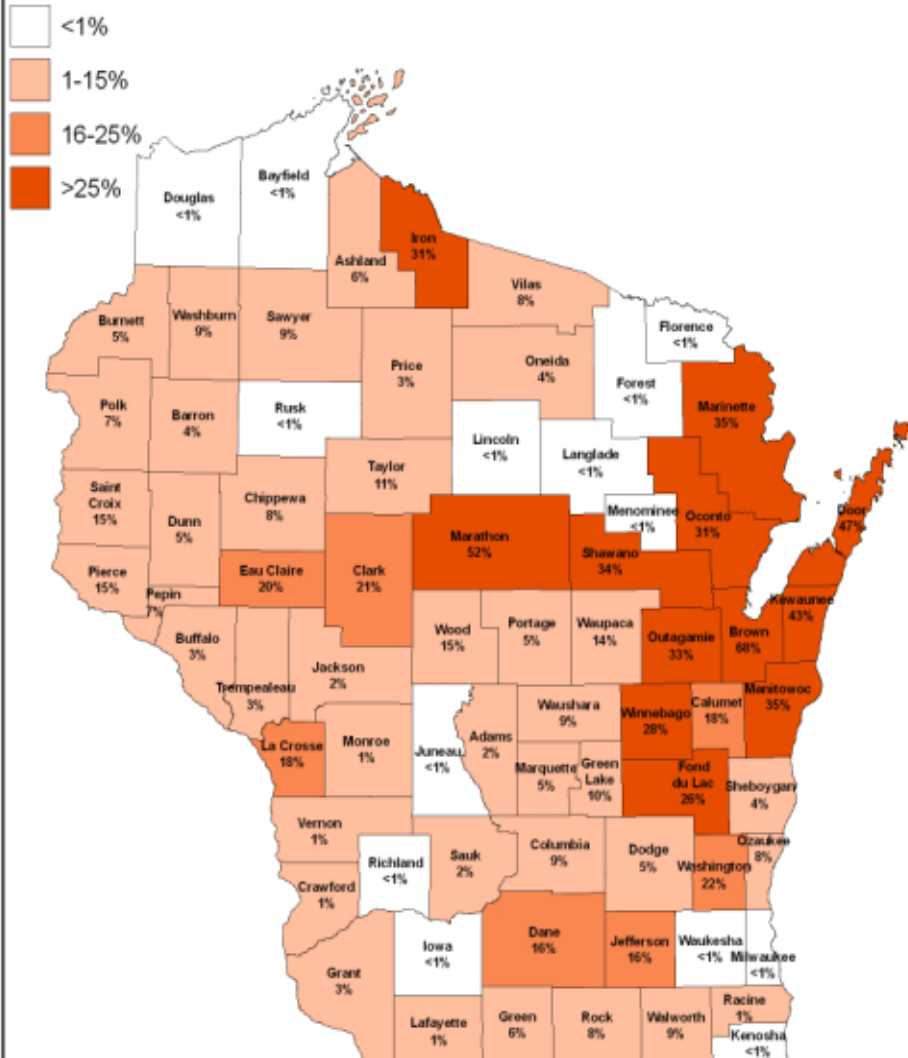 <1%
1-15%
16-25%
>25%
Douglas
<1%
Bayfield
<1%
Iron
31%
Ashland
6%
Vilas
8%
Burnett
5%
Washburn
9%
Sawyer
9%
Florence
<1%
Price
3%
Oneida
4%
Forest
<1%
Marinette
35%
Polk
7%
Barron
4%
Rusk
<1%
Lincoln
<1%
Langlade
<1%
Taylor
11%
Saint
Croix
15%
Dunn
5%
Chippewa
8%
Menominee
<1%
Oconto
31%
Door
47%
Marathon
52%
Shawano
34%
Pierce
15%
Pepin
7%
Eau Claire
20%
Clark
21%
Kewaunee
43%
Buffalo
3%
Wood
15%
Portage
5%
Waupaca
14%
Outagamie
33%
Brown
68%
Trempealeau
3%
Jackson
2%
Waushara
9%
Winnebago
28%
Calumet
18%
Manitowoc
35%
La Crosse
18%
Monroe
1%
Juneau
<1%
Adams
2%
Marquette
5%
Green
Lake
10%
Fond
du Lac
26%
Sheboygan
4%
Vernon
1%
Richland
<1%
Sauk
2%
Columbia
9%
Dodge
5%
Washington
22%
Ozaukee
8%
Crawford
1%
Iowa
<1%
Dane
16%
Jefferson
16%
Waukesha
<1%
Milwaukee
<1%
Grant
3%
Lafayette
1%
Green
6%
Rock
8%
Walworth
9%
Racine
1%
Kenosha
<1%